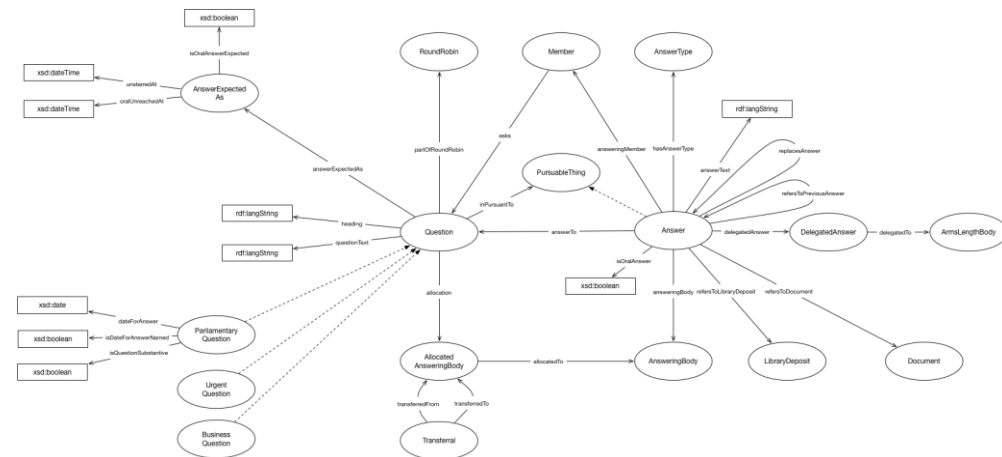 xsd:boolean
isOralAnswerExpected
RoundRobin
Member
AnswerType
xsd:dateTime
unstarredAt
AnswerExpected
As
xsd:dateTime
oralUnreachedAt
rdf:langString
asks
answeringMember
hasAnswerType
replacesAnswer
partOfRoundRobin
answerText
answerExpectedAs
PursuableThing
refersToPreviousAnswer
rdf:langString
heading
inPursuantTo
Question
answerTo
Answer
delegatedAnswer
DelegatedAnswer
delegatedTo
ArmsLengthBody
rdf:langString
questionText
isOralAnswer
xsd:boolean
allocation
answeringBody
refersToLibraryDeposit
refersToDocument
xsd:date
dateForAnswer
xsd:boolean
isDateForAnswerNamed
Parliamentary
Question
isQuestionSubstantive
xsd:boolean
Allocated
AnsweringBody
allocatedTo
AnsweringBody
LibraryDeposit
Document
Urgent
Question
transferredFrom
transferredTo
Business
Question
Transferral